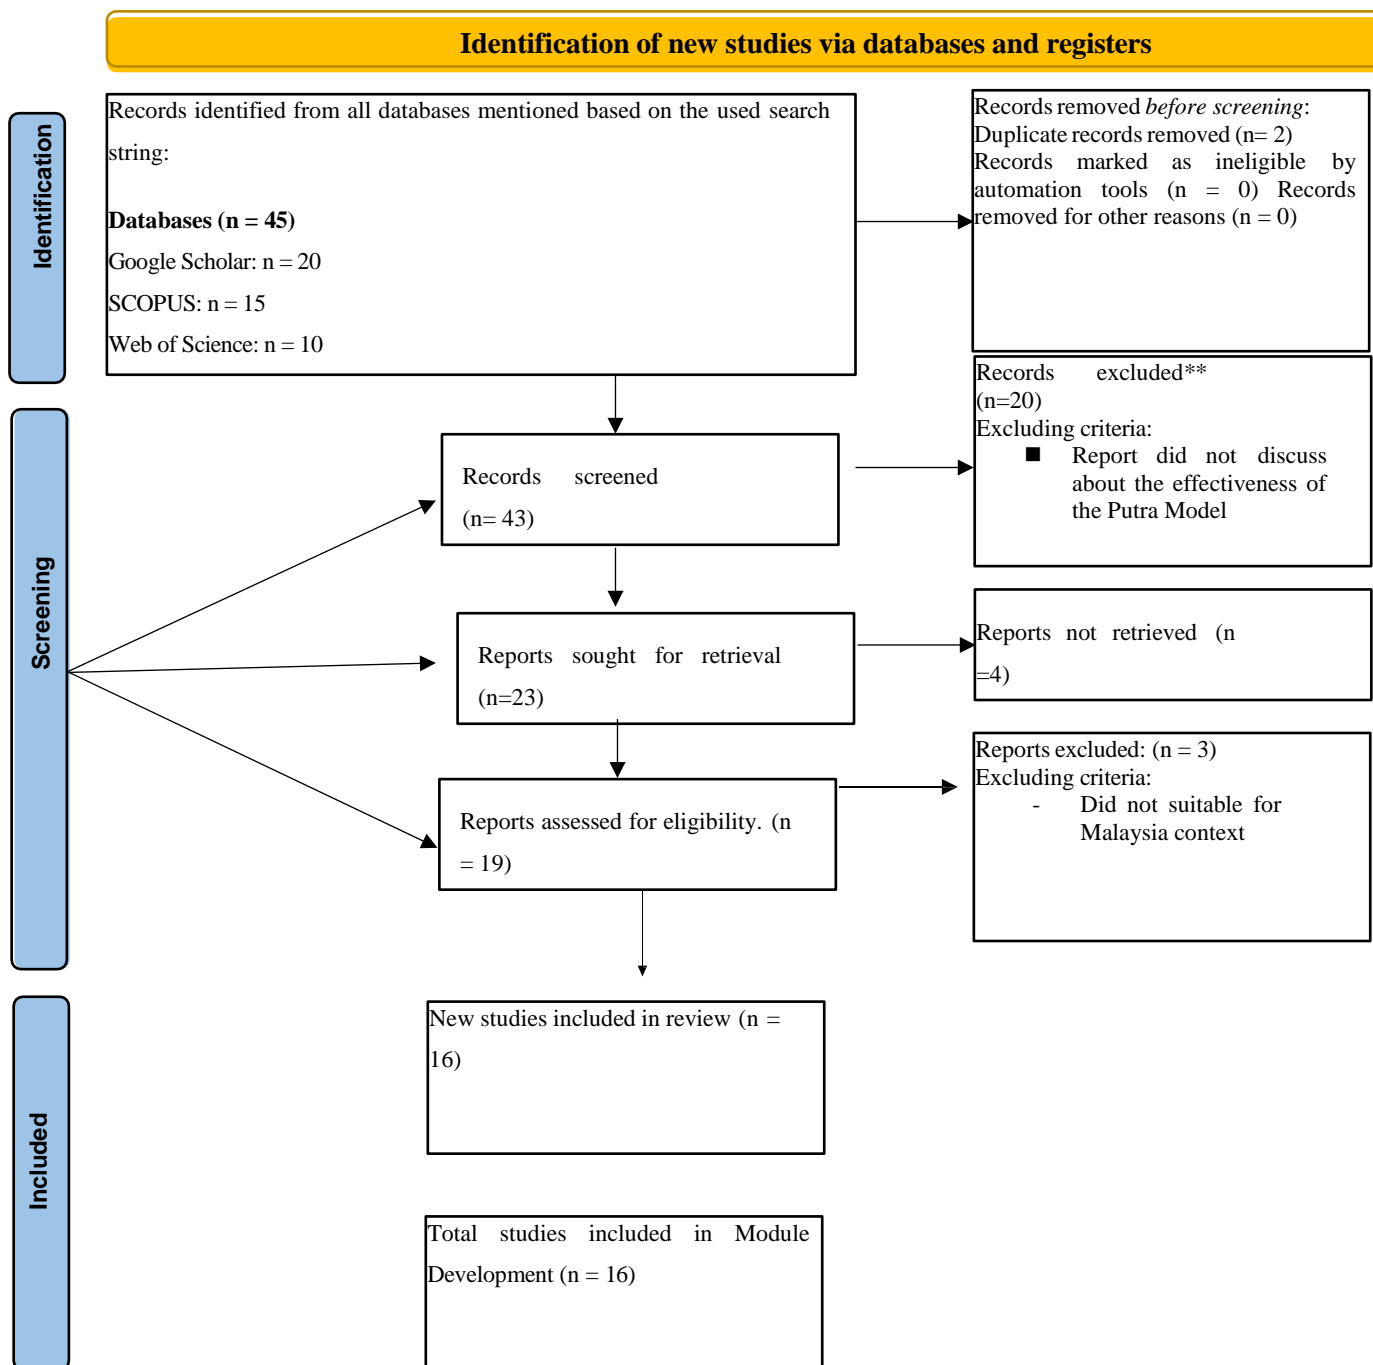 Identification of new studies via databases and registers
Identification
Records identified from all databases mentioned based on the used search
string:
Databases (n = 45)
Google Scholar: n = 20
SCOPUS: n = 15
Web of Science: n = 10
Records removed before screening:
Duplicate records removed (n= 2)
Records marked as ineligible by
automation tools (n = 0) Records
removed for other reasons (n = 0)
Screening
Records screened
(n= 43)
Records excluded**
(n=20)
Excluding criteria:
■ Report did not discuss
about the effectiveness of
the Putra Model
Reports sought for retrieval
(n=23)
Reports not retrieved (n
=4)
Reports assessed for eligibility. (n
= 19)
Reports excluded: (n = 3)
Excluding criteria:
- Did not suitable for
Malaysia context
Included
New studies included in review (n =
16)
Total studies included in Module
Development (n = 16)